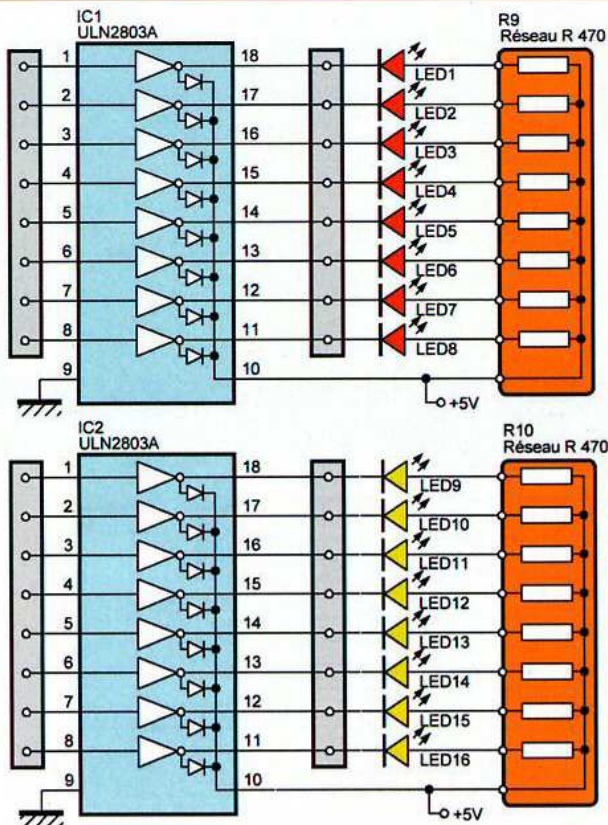 IC1
ULN2803A
R9
Réseau R 470
1 18 LED1
2 17 LED2
3 16 LED3
4 15 LED4
5 14 LED5
6 13 LED6
7 12 LED7
8 11 LED8
9 10
+5V
IC2
ULN2803A
R10
Réseau R 470
1 18 LED9
2 17 LED10
3 16 LED11
4 15 LED12
5 14 LED13
6 13 LED14
7 12 LED15
8 11 LED16
9 10
+5V